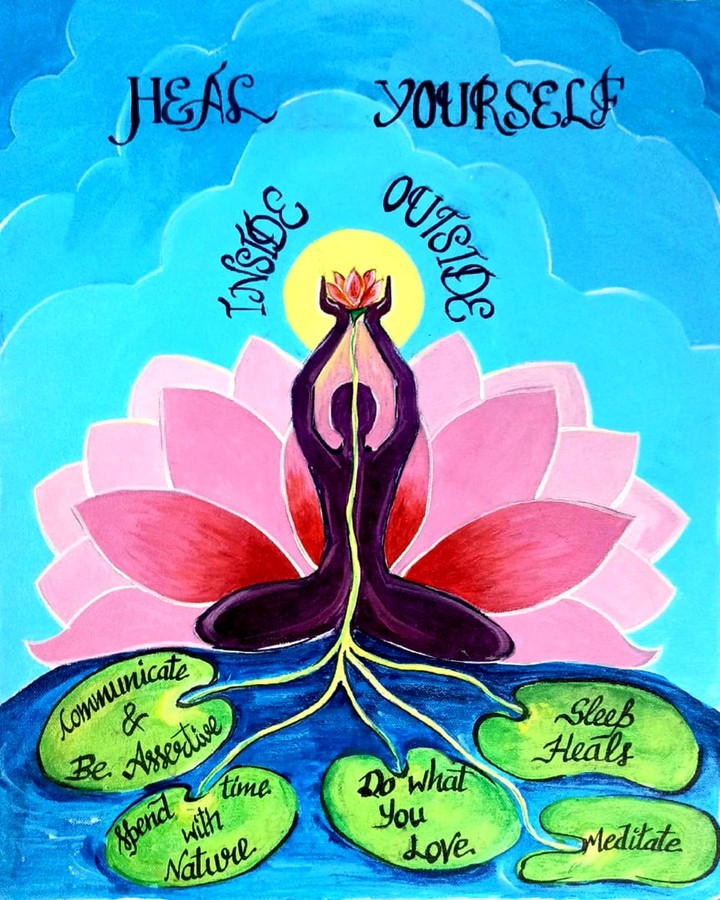 HEAL YOURSELF
INSIDE OUTSIDE
Communicate
&
Be Assertive
Spend time
with
Nature
Do what
You
Love
Sleep
Heals
Meditate